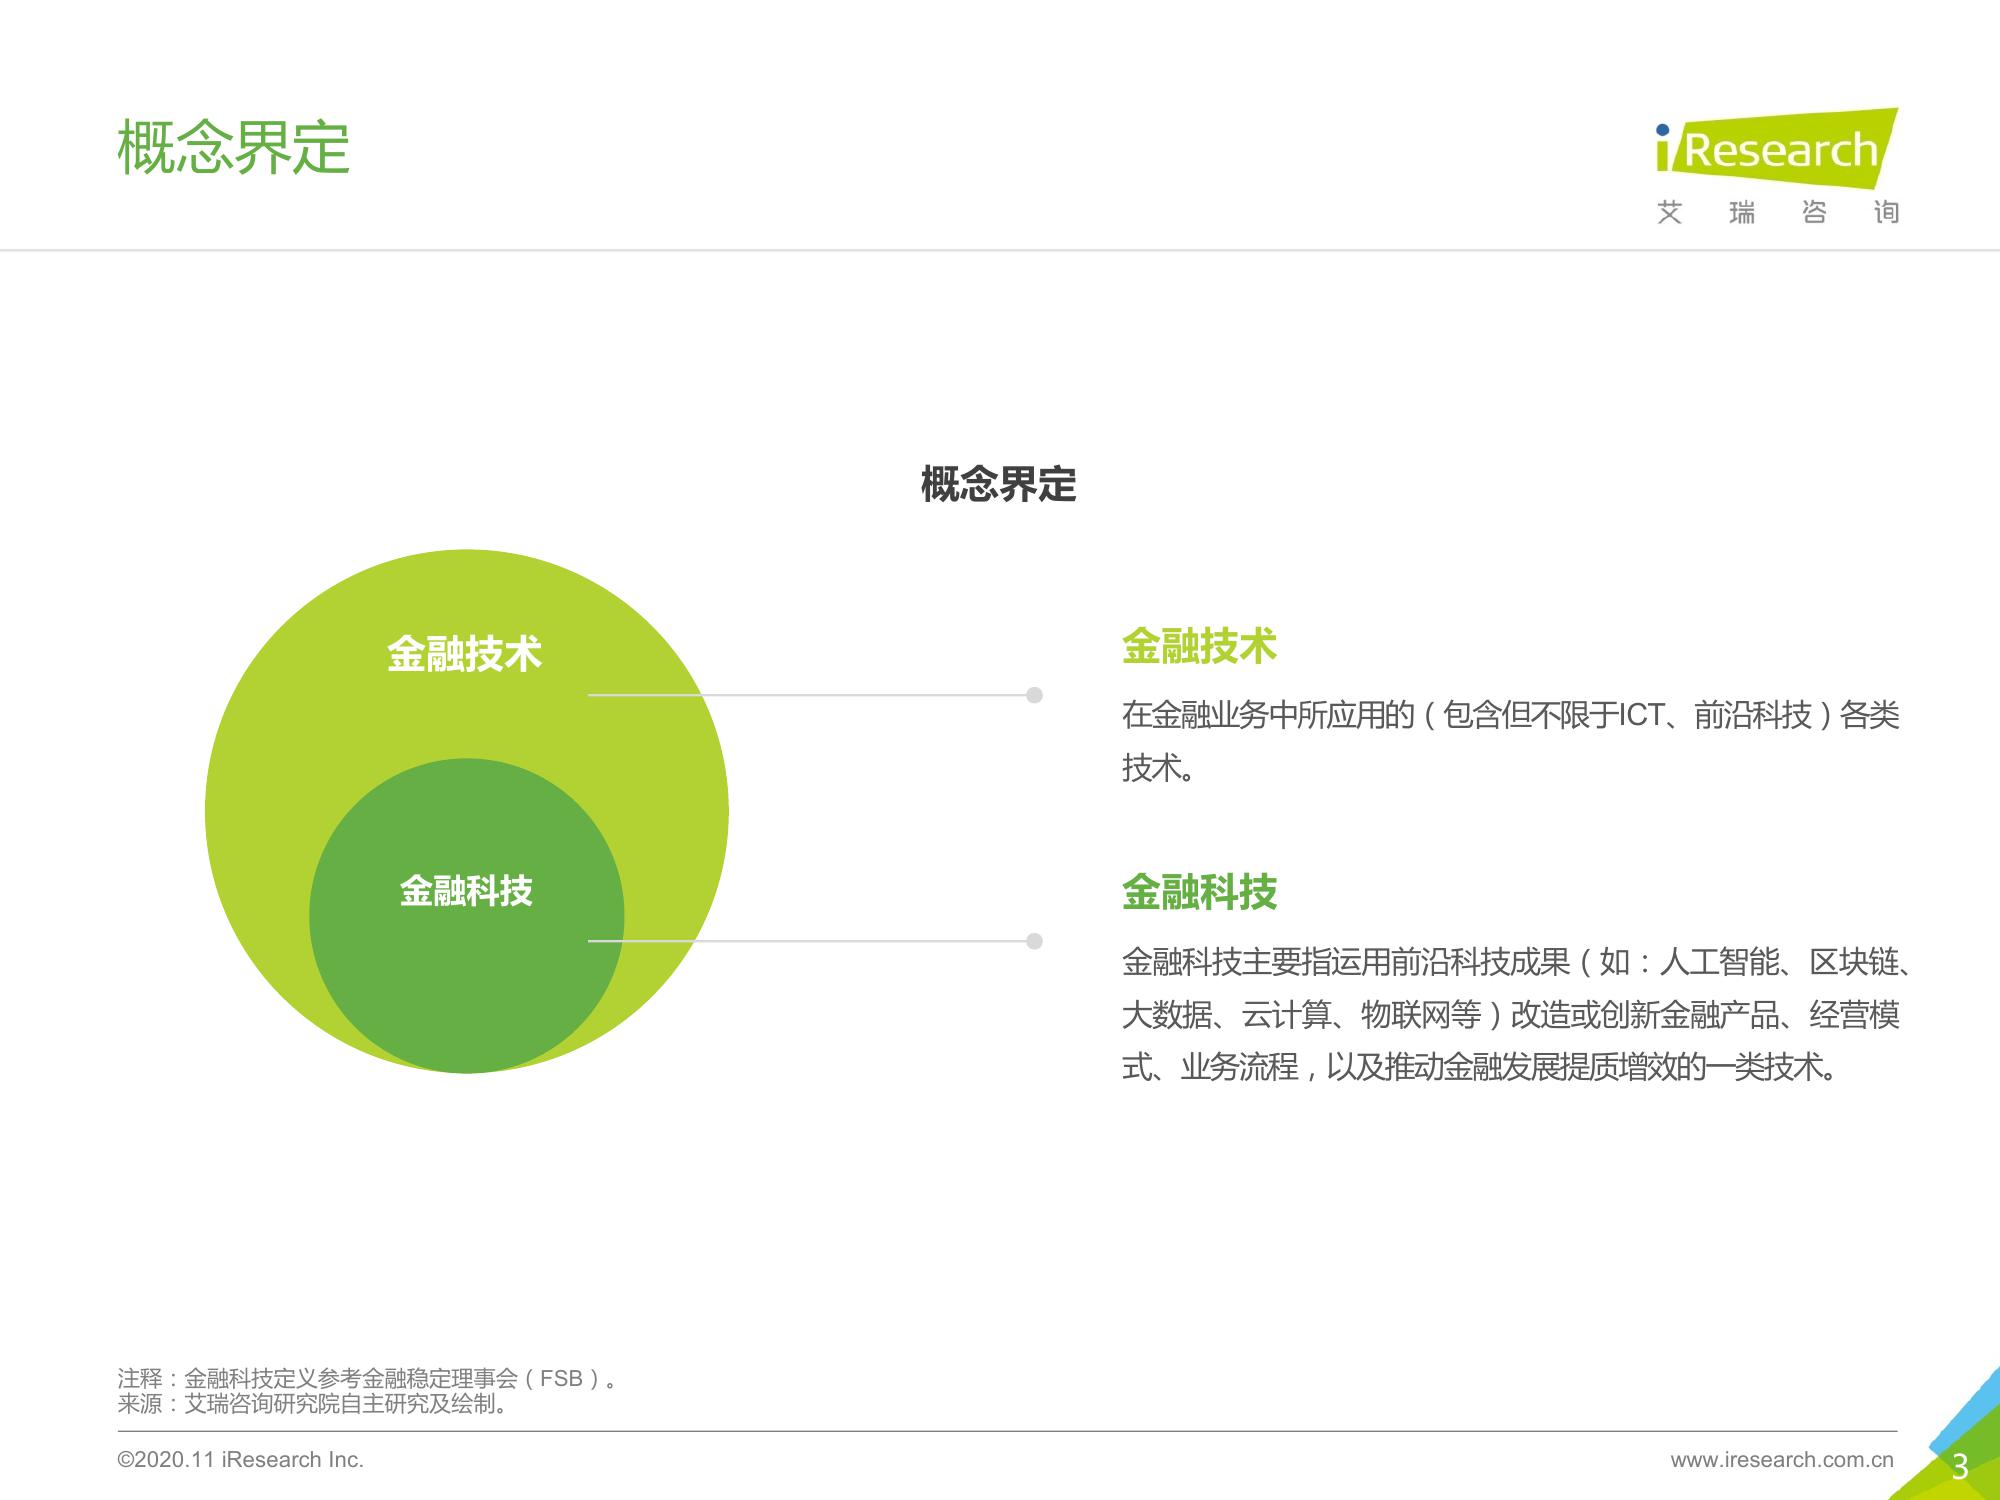 概念界定
iResearch
艾瑞咨询
概念界定
金融技术
金融科技
金融技术
在金融业务中所应用的（包含但不限于ICT、前沿科技）各类
技术。
金融科技
金融科技主要指运用前沿科技成果（如：人工智能、区块链、
大数据、云计算、物联网等）改造或创新金融产品、经营模
式、业务流程，以及推动金融发展提质增效的一类技术。
注释：金融科技定义参考金融稳定理事会（FSB）。
来源：艾瑞咨询研究院自主研究及绘制。
©2020.11 iResearch Inc.
www.iresearch.com.cn
3